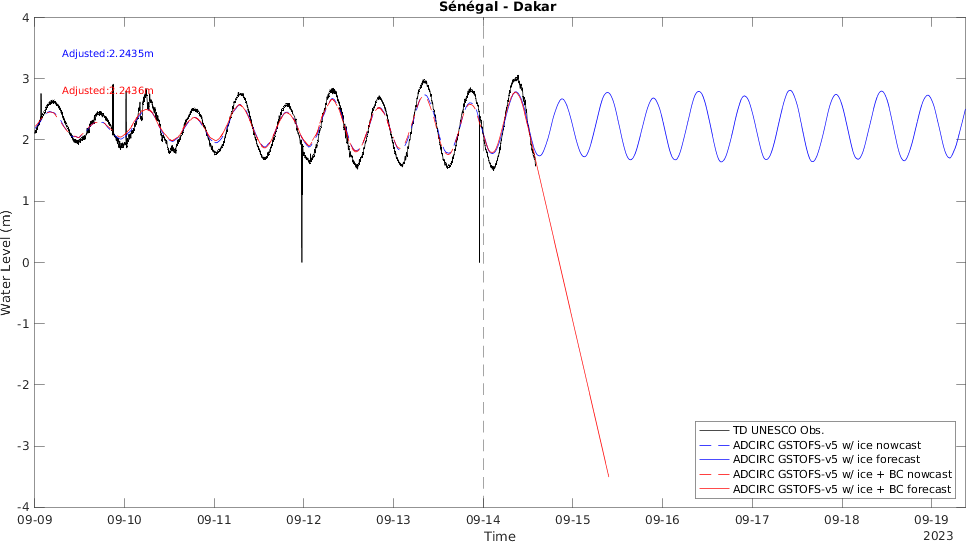 Sénégal - Dakar
4
3
2
1
0
-1
-2
-3
-4
Water Level (m)
Adjusted:2.2435m
Adjusted:2.2436m
TD UNESCO Obs.
ADCIRC GSTOFS-v5 w/ ice nowcast
ADCIRC GSTOFS-v5 w/ ice forecast
ADCIRC GSTOFS-v5 w/ ice + BC nowcast
ADCIRC GSTOFS-v5 w/ ice + BC forecast
09-09 09-10 09-11 09-12 09-13 09-14 09-15 09-16 09-17 09-18 09-19
Time
2023